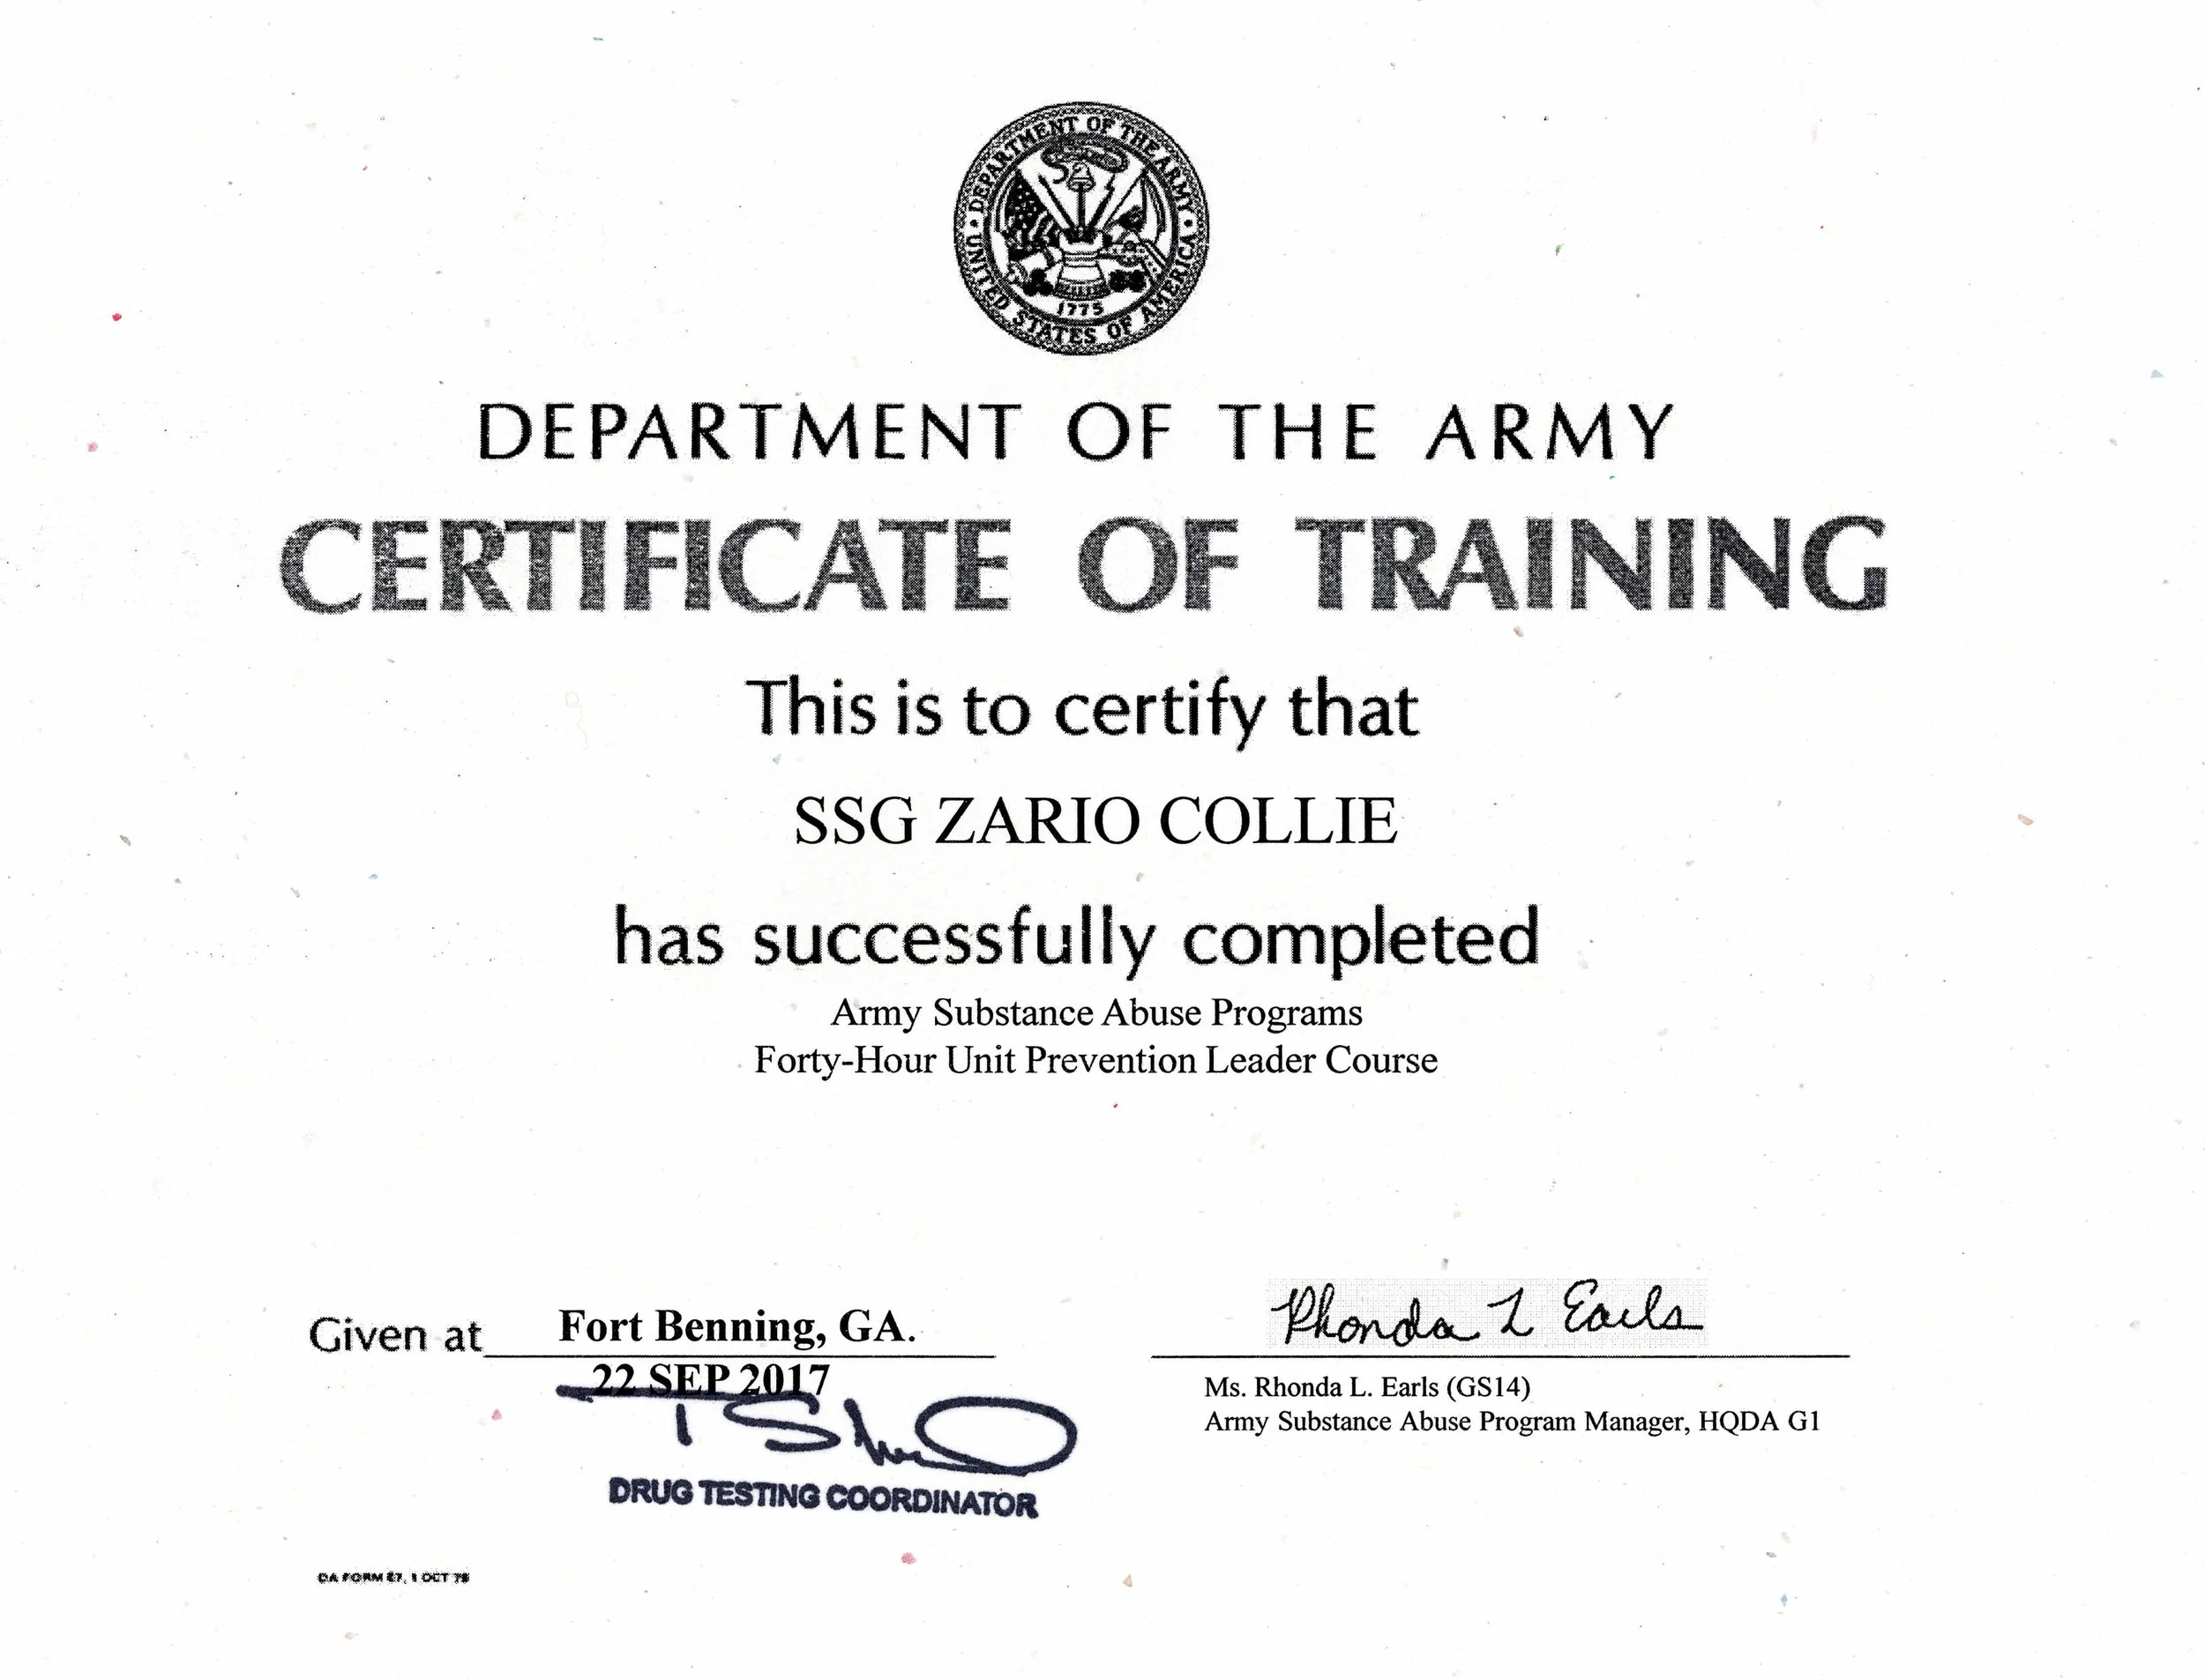 DEPARTMENT OF THE ARMY
UNITED STATES OF AMERICA
1775
DEPARTMENT OF THE ARMY
CERTIFICATE OF TRAINING
This is to certify that
SSG ZARIO COLLIE
has successfully completed
Army Substance Abuse Programs
Forty-Hour Unit Prevention Leader Course
Given at Fort Benning, GA.
22 SEP 2017
DRUG TESTING COORDINATOR
Rhonda L Earls
Ms. Rhonda L. Earls (GS14)
Army Substance Abuse Program Manager, HQDA G1
DA FORM 87, 1 OCT 78